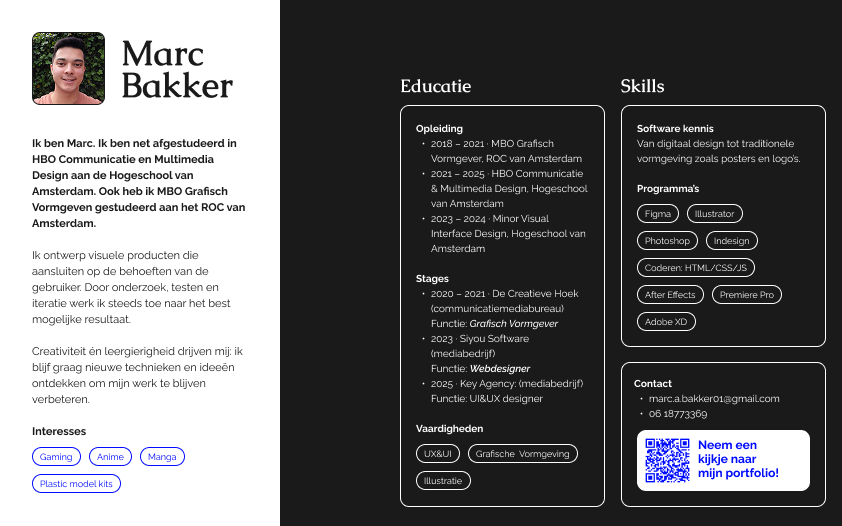 Marc
Bakker
Ik ben Marc. Ik ben net afgestudeerd in
HBO Communicatie en Multimedia
Design aan de Hogeschool van
Amsterdam. Ook heb ik MBO Grafisch
Vormgeven gestudeerd aan het ROC van
Amsterdam.
Ik ontwerp visuele producten die
aansluiten op de behoeften van de
gebruiker. Door onderzoek, testen en
iteratie werk ik steeds toe naar het best
mogelijke resultaat.
Creativiteit én leergierigheid drijven mij: ik
blijf graag nieuwe technieken en ideeën
ontdekken om mijn werk te blijven
verbeteren.
Interesses
Gaming Anime Manga
Plastic model kits
Educatie
Opleiding
• 2018 – 2021 · MBO Grafisch
Vormgever, ROC van Amsterdam
• 2021 – 2025 · HBO Communicatie
& Multimedia Design, Hogeschool
van Amsterdam
• 2023 – 2024 · Minor Visual
Interface Design, Hogeschool van
Amsterdam
Stages
• 2020 – 2021 · De Creatieve Hoek
(communicatiemediabureau)
Functie: Grafisch Vormgever
• 2023 · Siyou Software
(mediabedrijf)
Functie: Webdesigner
• 2025 · Key Agency: (mediabedrijf)
Functie: UI&UX designer
Vaardigheden
UX&UI Grafische Vormgeving
Illustratie
Skills
Software kennis
Van digitaal design tot traditionele
vormgeving zoals posters en logo's.
Programma's
Figma Illustrator
Photoshop Indesign
Coderen: HTML/CSS/JS
After Effects Premiere Pro
Adobe XD
Contact
• marc.a.bakker01@gmail.com
• 06 18773369
Neem een
kijkje naar
mijn portfolio!